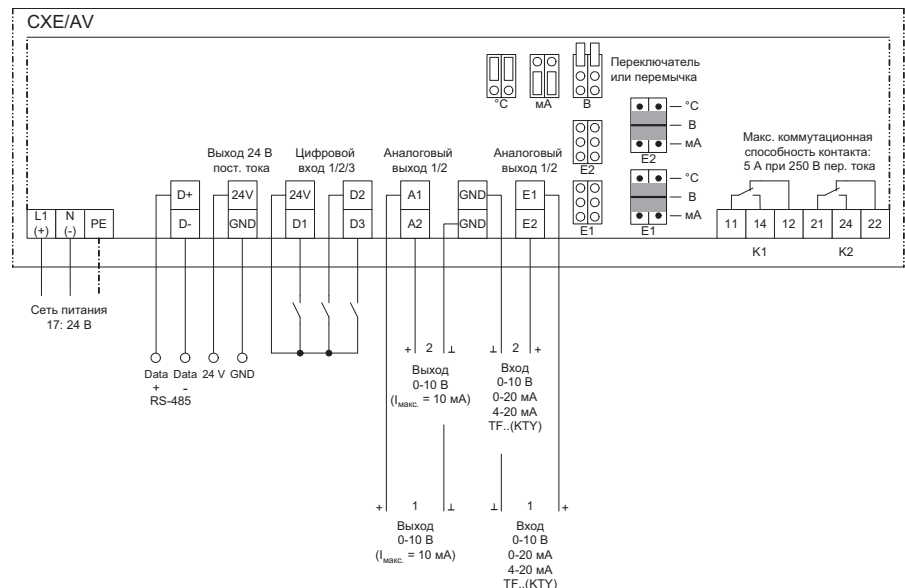 CXE/AV
Переключатель
или перемычка
°C
мА
В
°C
В
мА
E2
E2
°C
В
мА
E1
E1
Макс. коммутационная
способность контакта:
5 А при 250 В пер. тока
Выход 24 В
пост. тока
Цифровой
вход 1/2/3
Аналоговый
выход 1/2
Аналоговый
выход 1/2
L1
(+)
N
(-)
PE
D+
D-
24V
GND
24V
D1
D2
D3
A1
A2
GND
GND
E1
E2
11 14 12 21 24 22
K1
K2
Сеть питания
17: 24 В
Data
+
Data
-
24 V
GND
RS-485
+ 2 ⊥
Выход
0-10 В
(Iмакс. = 10 мА)
⊥ 2 +
Вход
0-10 В
0-20 мА
4-20 мА
TF..(KTY)
+ 1 ⊥
Выход
0-10 В
(Iмакс. = 10 мА)
⊥ 1 +
Вход
0-10 В
0-20 мА
4-20 мА
TF..(KTY)